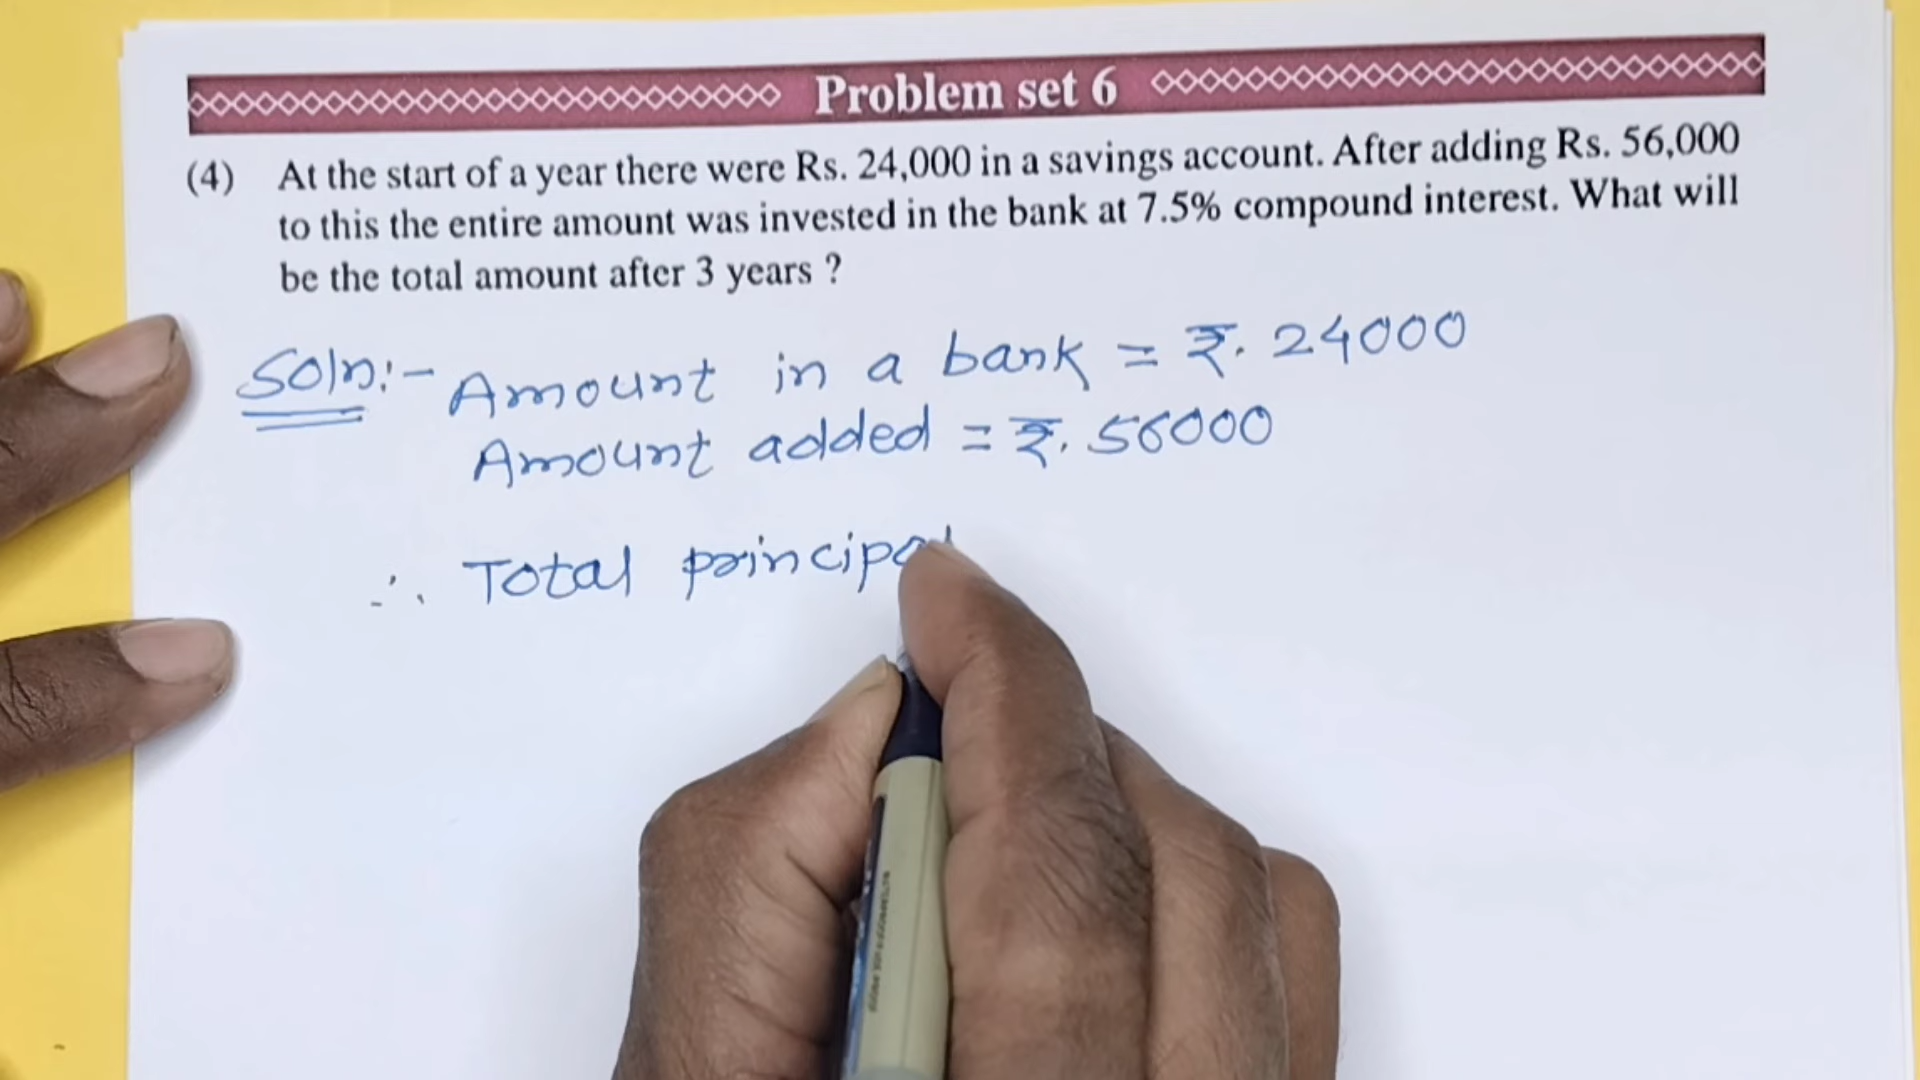 Problem set 6
(4) At the start of a year there were Rs. 24,000 in a savings account. After adding Rs. 56,000
to this the entire amount was invested in the bank at 7.5% compound interest. What will
be the total amount after 3 years ?
Soln:- Amount in a bank = ₹. 24000
Amount added = ₹. 56000
∴ Total principal